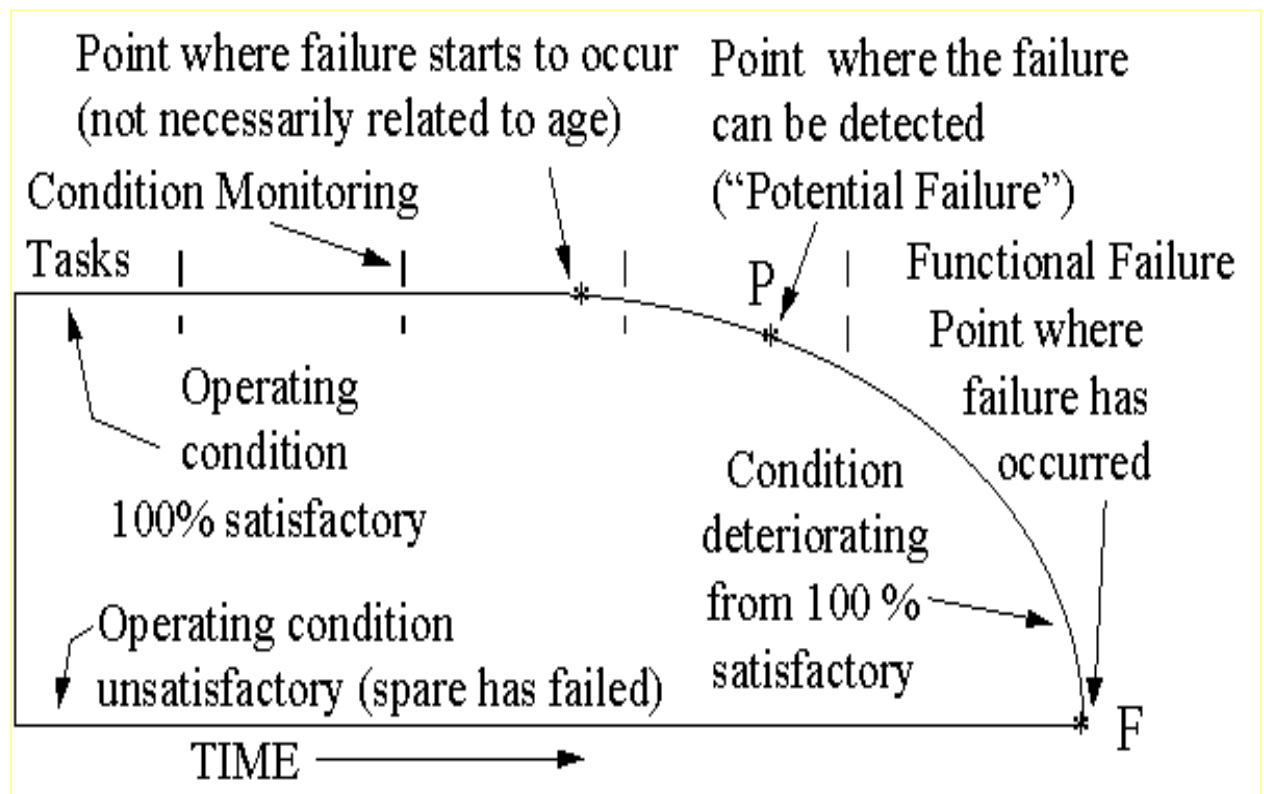 Point where failure starts to occur
(not necessarily related to age)
Point where the failure
can be detected
(“Potential Failure”)
Condition Monitoring
Tasks
P
Functional Failure
Point where
failure has
occurred
Operating
condition
100% satisfactory
Condition
deteriorating
from 100 %
satisfactory
Operating condition
unsatisfactory (spare has failed)
F
TIME